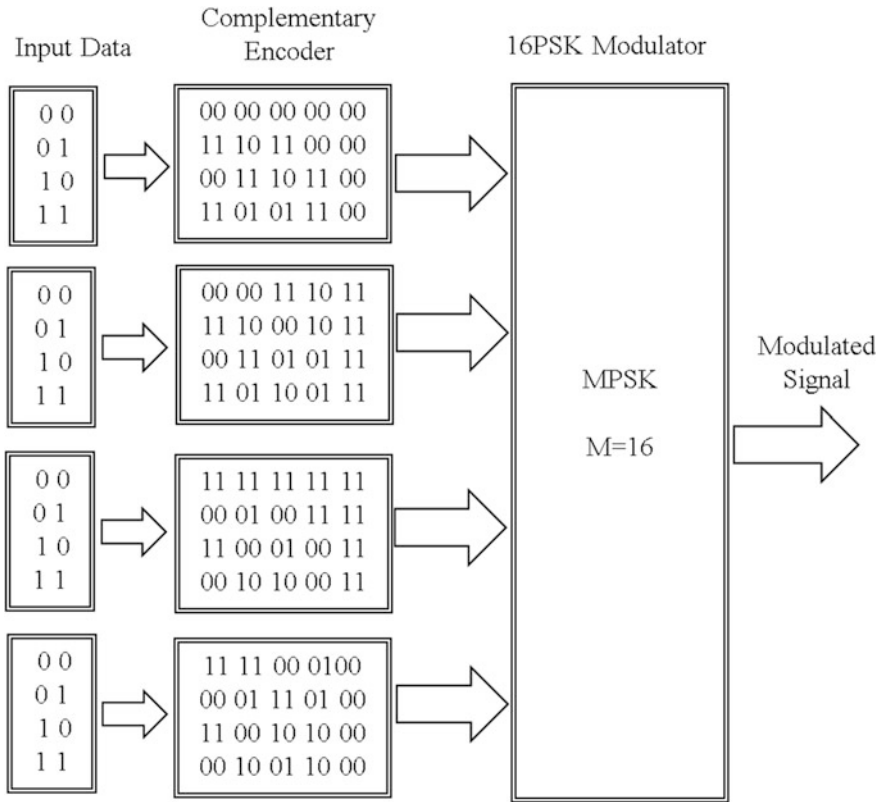 Input Data
Complementary
Encoder
16PSK Modulator
0 0
0 1
1 0
1 1
00 00 00 00 00
11 10 11 00 00
00 11 10 11 00
11 01 01 11 00
0 0
0 1
1 0
1 1
00 00 11 10 11
11 10 00 10 11
00 11 01 01 11
11 01 10 01 11
MPSK
M=16
Modulated
Signal
0 0
0 1
1 0
1 1
11 11 11 11 11
00 01 00 11 11
11 00 01 00 11
00 10 10 00 11
0 0
0 1
1 0
1 1
11 11 00 0100
00 01 11 01 00
11 00 10 10 00
00 10 01 10 00